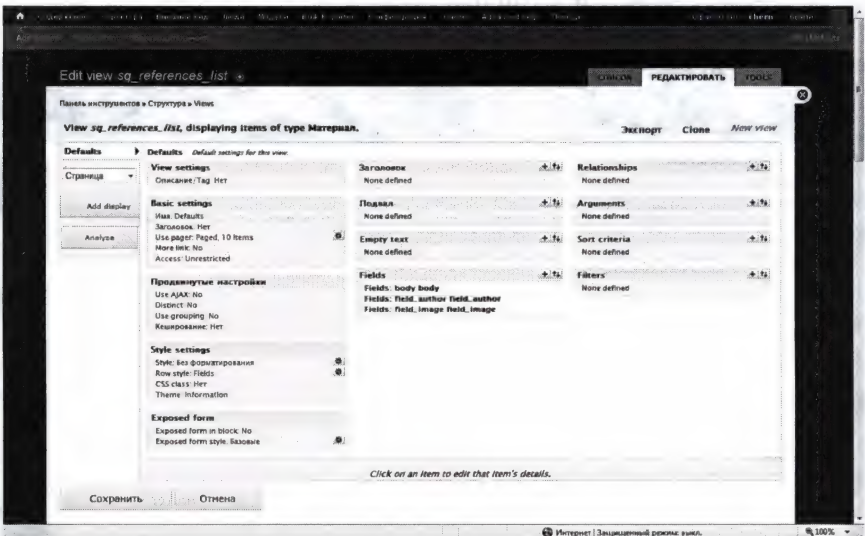 Edit view sq_references_list
СПИСОК РЕДАКТИРОВАТЬ TOOLS
Панель инструментов » Структура » Views
View sq_references_list, displaying items of type Материал.
Экспорт Clone New view
Defaults
Страница
Add display
Analyze
Defaults Default settings for this view.
View settings
Описание/Tag: Нет
Basic settings
Имя: Defaults
Заголовок: Нет
Use pager: Paged, 10 items
More link: No
Access: Unrestricted
Продвинутые настройки
Use AJAX: No
Distinct: No
Use grouping: No
Кеширование: Нет
Style settings
Style: Без форматирования
Row style: Fields
CSS class: Нет
Theme: Information
Exposed form
Exposed form in block: No
Exposed form style: Базовые
Заголовок
None defined
Подвал
None defined
Empty text
None defined
Fields
Fields: body body
Fields: field_author field_author
Fields: field_image field_image
Relationships
None defined
Arguments
None defined
Sort criteria
None defined
Filters
None defined
Click on an item to edit that item's details.
Сохранить Отмена
Интернет | Защищенный режим: выкл.
100%